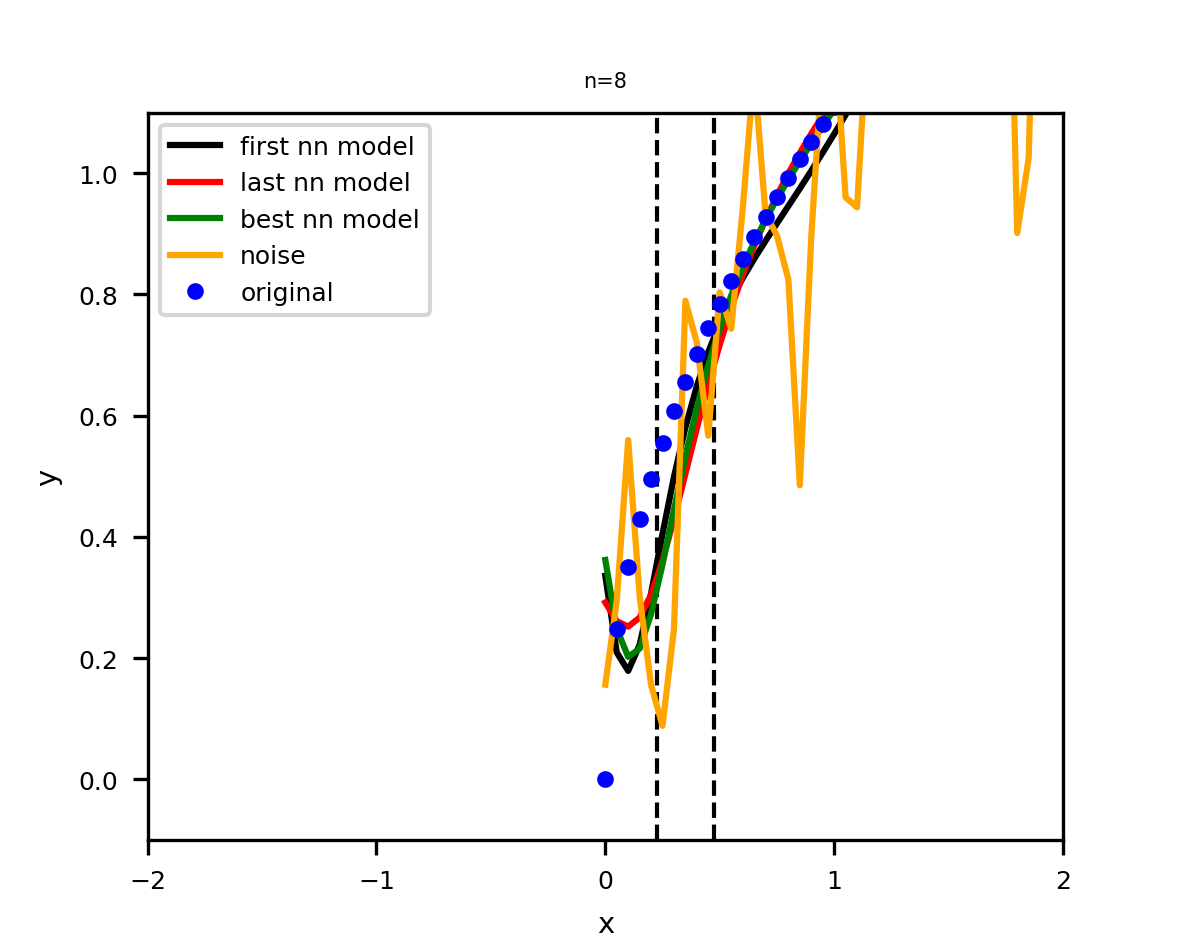 n=8
first nn model
last nn model
best nn model
noise
original
1.0
0.8
0.6
0.4
0.2
0.0
y
−2
−1
0
1
2
x